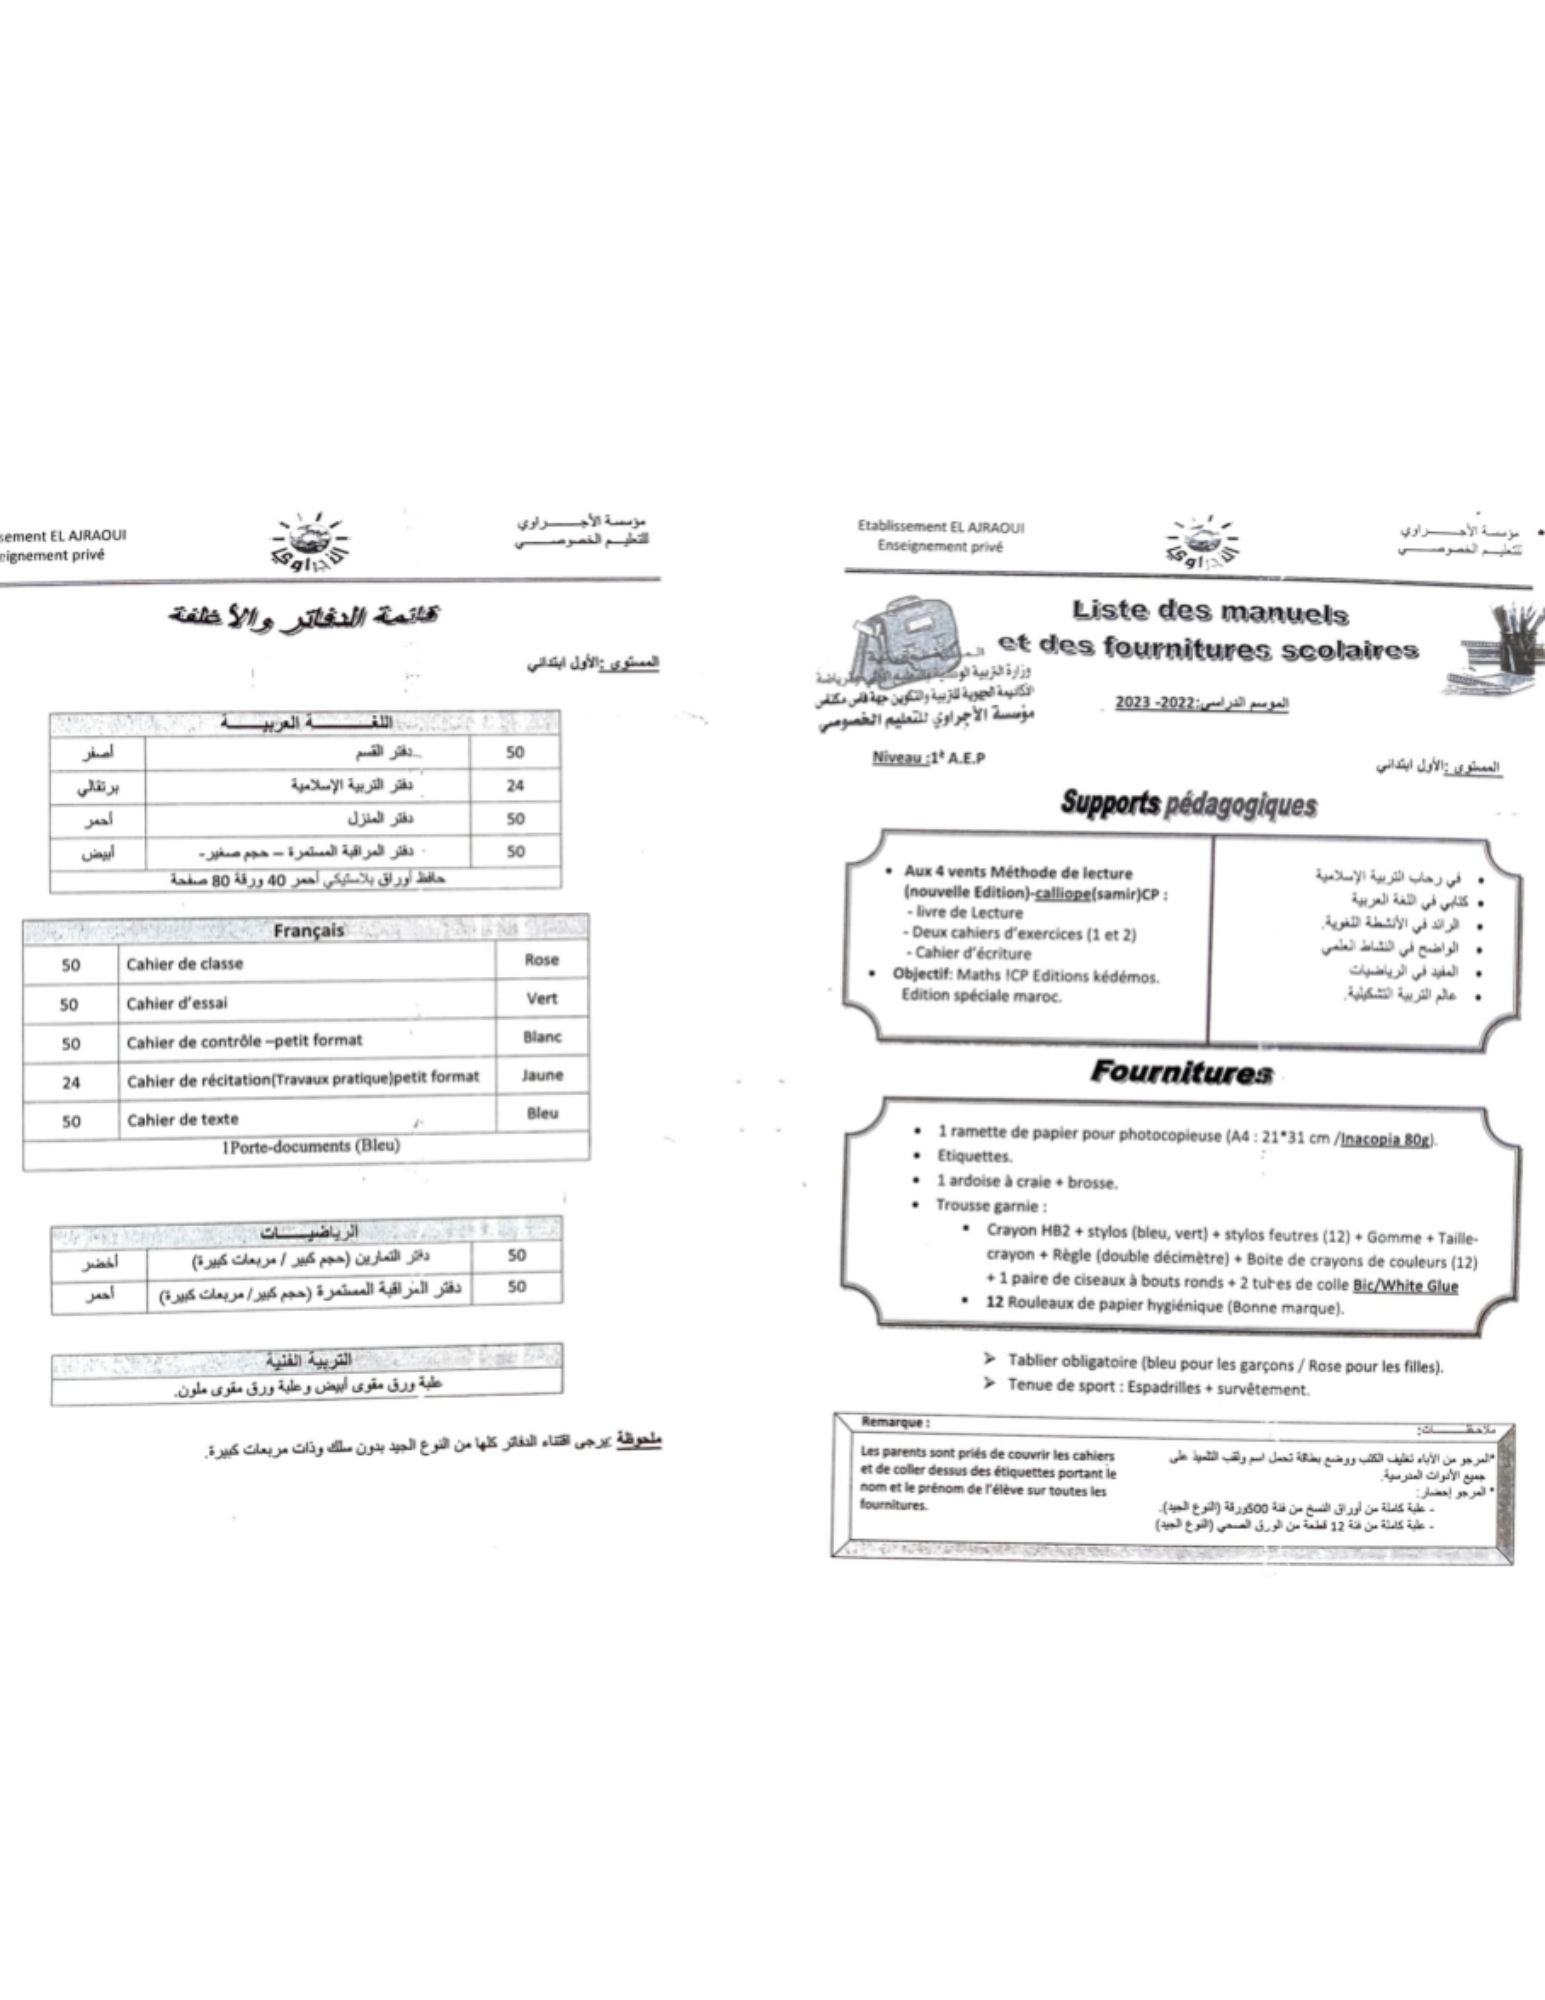 sement EL AJRAOUI
eignement privé
الأجراوي
مؤسسة الأجـــــــراوي
للتعليـــم الخصوصـــــي
قائمة الدفاتر والأغلفة
المستوى :الأول ابتدائي
اللغـــــــــــة العربيـــــــــة
50 دفتر القسم أصفر
24 دفتر التربية الإسلامية برتقالي
50 دفتر المنزل أحمر
50 دفتر المراقبة المستمرة – حجم صغير- أبيض
حافظ أوراق بلاستيكي أحمر 40 ورقة 80 صفحة
Français
50 Cahier de classe Rose
50 Cahier d'essai Vert
50 Cahier de contrôle –petit format Blanc
24 Cahier de récitation(Travaux pratique)petit format Jaune
50 Cahier de texte Bleu
1Porte-documents (Bleu)
الرياضيـــــــات
50 دفتر التمارين (حجم كبير / مربعات كبيرة) أخضر
50 دفتر المراقبة المستمرة (حجم كبير/ مربعات كبيرة) أحمر
التربية الفنية
علبة ورق مقوى أبيض وعلبة ورق مقوى ملون.
ملحوظة :يرجى اقتناء الدفاتر كلها من النوع الجيد بدون سلك وذات مربعات كبيرة.
Etablissement EL AJRAOUI
Enseignement privé
الأجراوي
مؤسسة الأجـــــــراوي
للتعليـــم الخصوصـــــي
Liste des manuels
et des fournitures scolaires
وزارة التربية الوطنية والرياضة
الأكاديمية الجهوية للتربية والتكوين جهة فاس مكناس
مؤسسة الأجراوي للتعليم الخصوصي
الموسم الدراسي:2022- 2023
Niveau :1ª A.E.P
المستوى :الأول ابتدائي
Supports pédagogiques
• Aux 4 vents Méthode de lecture
(nouvelle Edition)-calliope(samir)CP :
- livre de Lecture
- Deux cahiers d'exercices (1 et 2)
- Cahier d'écriture
• Objectif: Maths !CP Editions kédémos.
Edition spéciale maroc.
• في رحاب التربية الإسلامية
• كتابي في اللغة العربية
• الرائد في الأنشطة اللغوية.
• الواضح في النشاط العلمي
• المفيد في الرياضيات
• عالم التربية التشكيلية.
Fournitures
• 1 ramette de papier pour photocopieuse (A4 : 21*31 cm /Inacopia 80g).
• Etiquettes.
• 1 ardoise à craie + brosse.
• Trousse garnie :
▪ Crayon HB2 + stylos (bleu, vert) + stylos feutres (12) + Gomme + Taille-
crayon + Règle (double décimètre) + Boite de crayons de couleurs (12)
+ 1 paire de ciseaux à bouts ronds + 2 tubes de colle Bic/White Glue
▪ 12 Rouleaux de papier hygiénique (Bonne marque).
➢ Tablier obligatoire (bleu pour les garçons / Rose pour les filles).
➢ Tenue de sport : Espadrilles + survêtement.
Remarque :
Les parents sont priés de couvrir les cahiers
et de coller dessus des étiquettes portant le
nom et le prénom de l'élève sur toutes les
fournitures.
ملاحظـــــــات:
*المرجو من الأباء تغليف الكتب ووضع بطاقة تحمل اسم ولقب التلميذ على
جميع الأدوات المدرسية.
* المرجو إحضار:
- علبة كاملة من أوراق النسخ من فئة 500ورقة (النوع الجيد).
- علبة كاملة من فئة 12 قطعة من الورق الصحي (النوع الجيد)